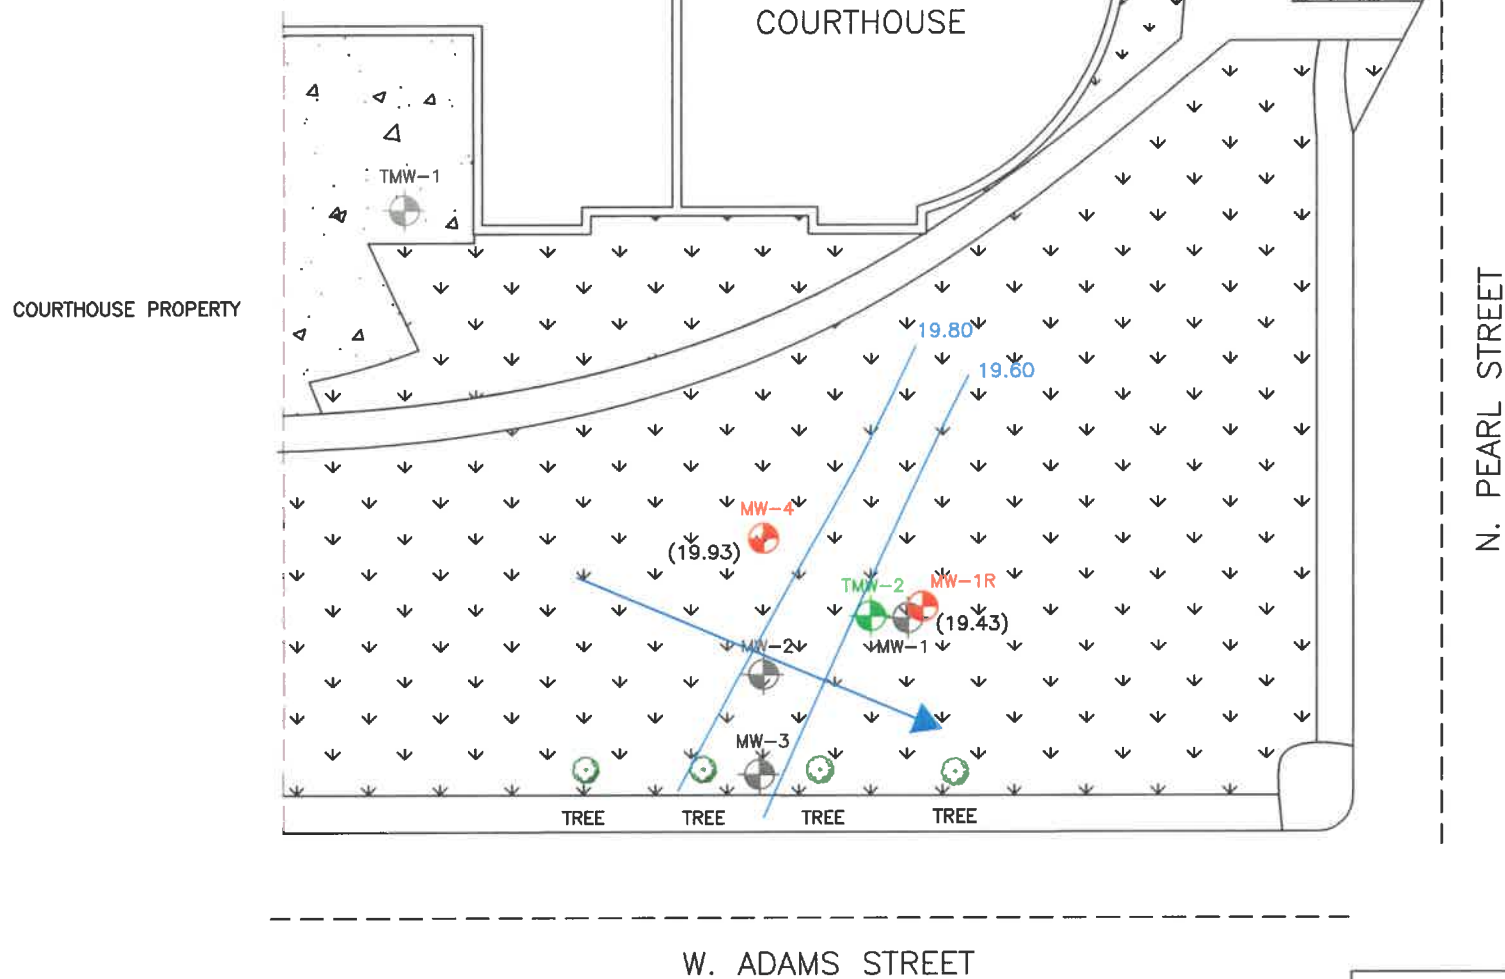 COURTHOUSE
TMW-1
COURTHOUSE PROPERTY
N. PEARL STREET
19.80
19.60
MW-4
(19.93)
TMW-2
MW-1R
(19.43)
MW-1
MW-2
MW-3
TREE
TREE
TREE
TREE
W. ADAMS STREET